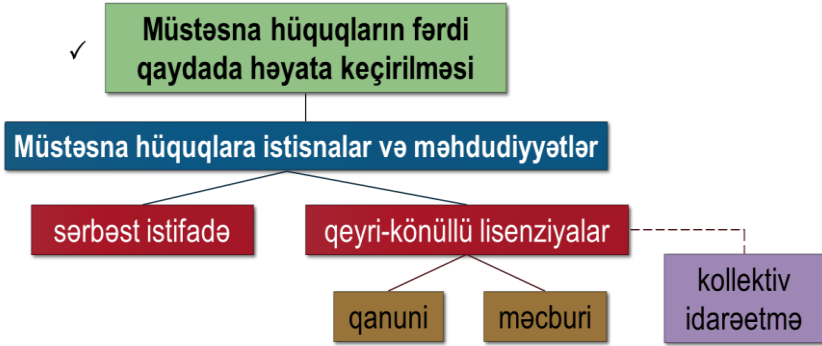 ✓
Müstəsna hüquqların fərdi
qaydada həyata keçirilməsi
Müstəsna hüquqlara istisnalar və məhdudiyyətlər
sərbəst istifadə
qeyri-könüllü lisenziyalar
qanuni
məcburi
kollektiv
idarəetmə